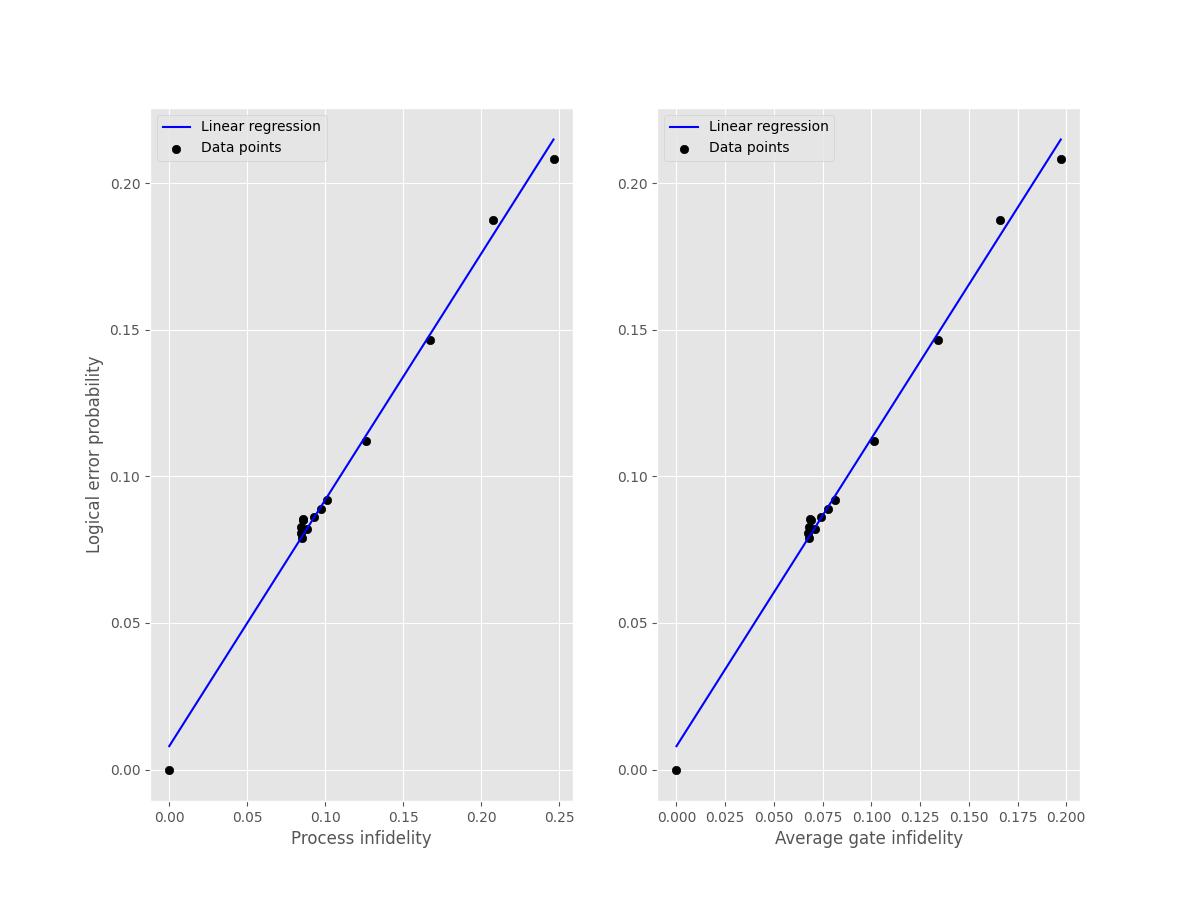 Linear regression
Data points
0.20
0.15
0.10
0.05
0.00
Logical error probability
0.00 0.05 0.10 0.15 0.20 0.25
Process infidelity
Linear regression
Data points
0.20
0.15
0.10
0.05
0.00
0.000 0.025 0.050 0.075 0.100 0.125 0.150 0.175 0.200
Average gate infidelity